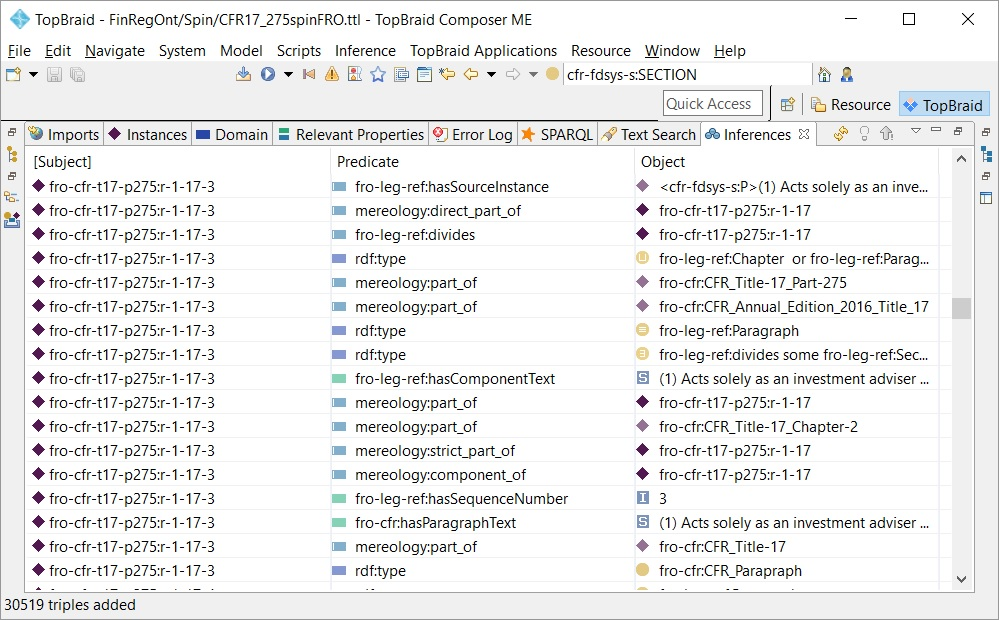 TopBraid - FinRegOnt/Spin/CFR17_275spinFRO.ttl - TopBraid Composer ME
File Edit Navigate System Model Scripts Inference TopBraid Applications Resource Window Help
cfr-fdsys-s:SECTION
Quick Access Resource TopBraid
Imports Instances Domain Relevant Properties Error Log SPARQL Text Search Inferences
[Subject] Predicate Object
fro-cfr-t17-p275:r-1-17-3 fro-leg-ref:hasSourceInstance <cfr-fdsys-s:P>(1) Acts solely as an inve...
fro-cfr-t17-p275:r-1-17-3 mereology:direct_part_of fro-cfr-t17-p275:r-1-17
fro-cfr-t17-p275:r-1-17-3 fro-leg-ref:divides fro-cfr-t17-p275:r-1-17
fro-cfr-t17-p275:r-1-17-3 rdf:type fro-leg-ref:Chapter or fro-leg-ref:Parag...
fro-cfr-t17-p275:r-1-17-3 mereology:part_of fro-cfr:CFR_Title-17_Part-275
fro-cfr-t17-p275:r-1-17-3 mereology:part_of fro-cfr:CFR_Annual_Edition_2016_Title_17
fro-cfr-t17-p275:r-1-17-3 rdf:type fro-leg-ref:Paragraph
fro-cfr-t17-p275:r-1-17-3 rdf:type fro-leg-ref:divides some fro-leg-ref:Sec...
fro-cfr-t17-p275:r-1-17-3 fro-leg-ref:hasComponentText (1) Acts solely as an investment adviser ...
fro-cfr-t17-p275:r-1-17-3 mereology:part_of fro-cfr-t17-p275:r-1-17
fro-cfr-t17-p275:r-1-17-3 mereology:part_of fro-cfr:CFR_Title-17_Chapter-2
fro-cfr-t17-p275:r-1-17-3 mereology:strict_part_of fro-cfr-t17-p275:r-1-17
fro-cfr-t17-p275:r-1-17-3 mereology:component_of fro-cfr-t17-p275:r-1-17
fro-cfr-t17-p275:r-1-17-3 fro-leg-ref:hasSequenceNumber 3
fro-cfr-t17-p275:r-1-17-3 fro-cfr:hasParagraphText (1) Acts solely as an investment adviser ...
fro-cfr-t17-p275:r-1-17-3 mereology:part_of fro-cfr:CFR_Title-17
fro-cfr-t17-p275:r-1-17-3 rdf:type fro-cfr:CFR_Parapraph
30519 triples added